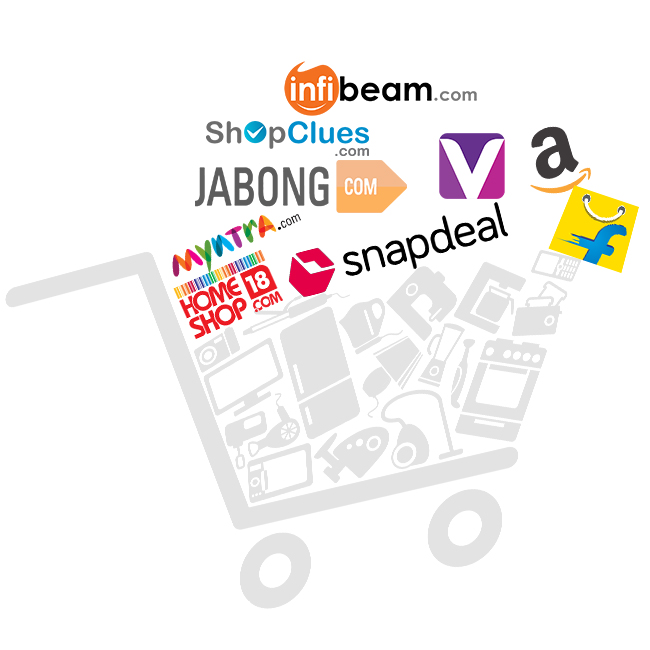 infibeam.com
ShopClues
.com
JABONG COM
V
a
myntra.com
snapdeal
f
HOME 18
SHOP .COM